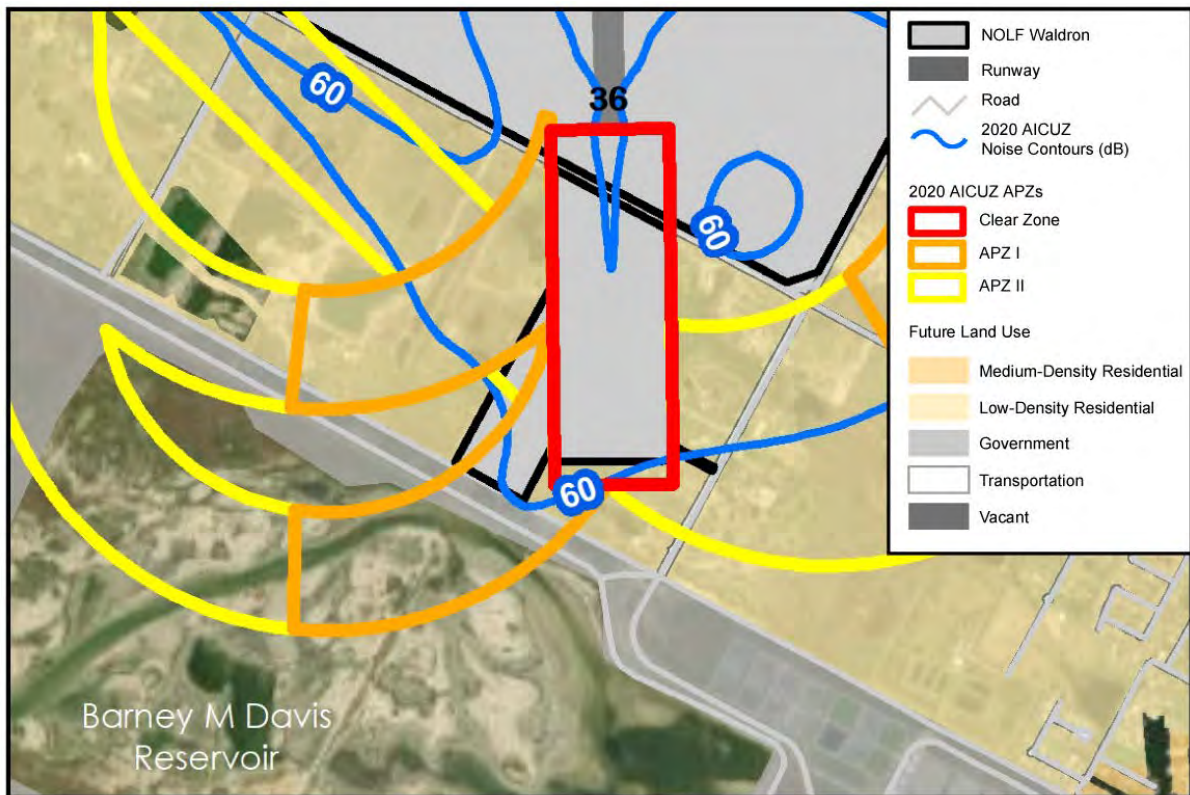 60
36
60
60
Barney M Davis
Reservoir
NOLF Waldron
Runway
Road
2020 AICUZ
Noise Contours (dB)
2020 AICUZ APZs
Clear Zone
APZ I
APZ II
Future Land Use
Medium-Density Residential
Low-Density Residential
Government
Transportation
Vacant